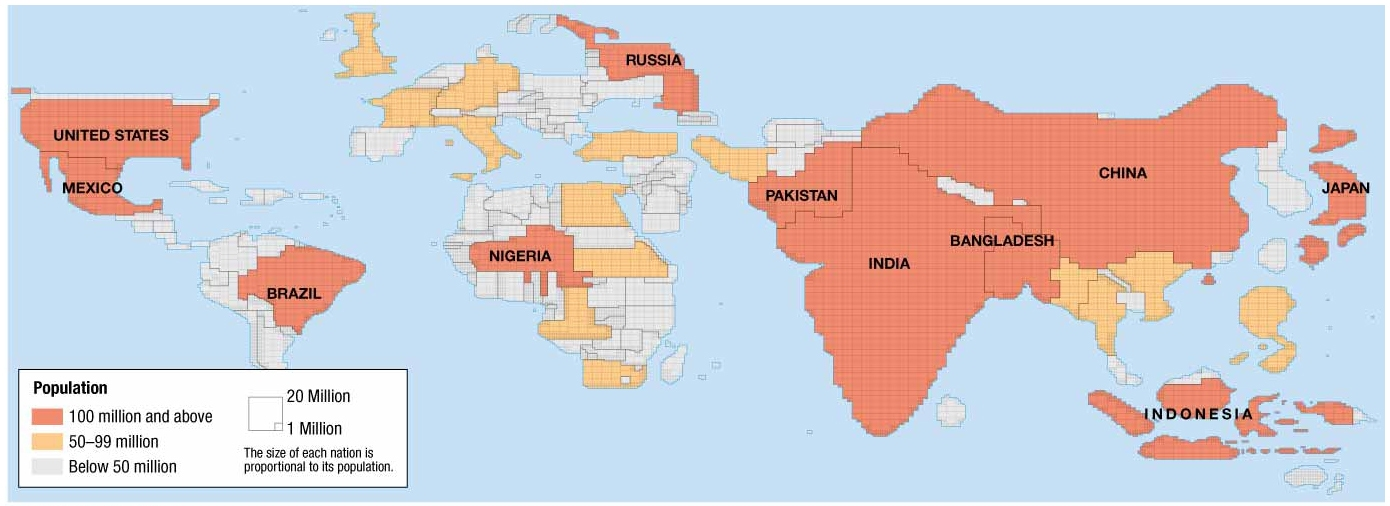 RUSSIA
UNITED STATES
MEXICO
CHINA
PAKISTAN
JAPAN
BANGLADESH
NIGERIA
INDIA
BRAZIL
INDONESIA
Population
100 million and above
50–99 million
Below 50 million
20 Million
1 Million
The size of each nation is
proportional to its population.